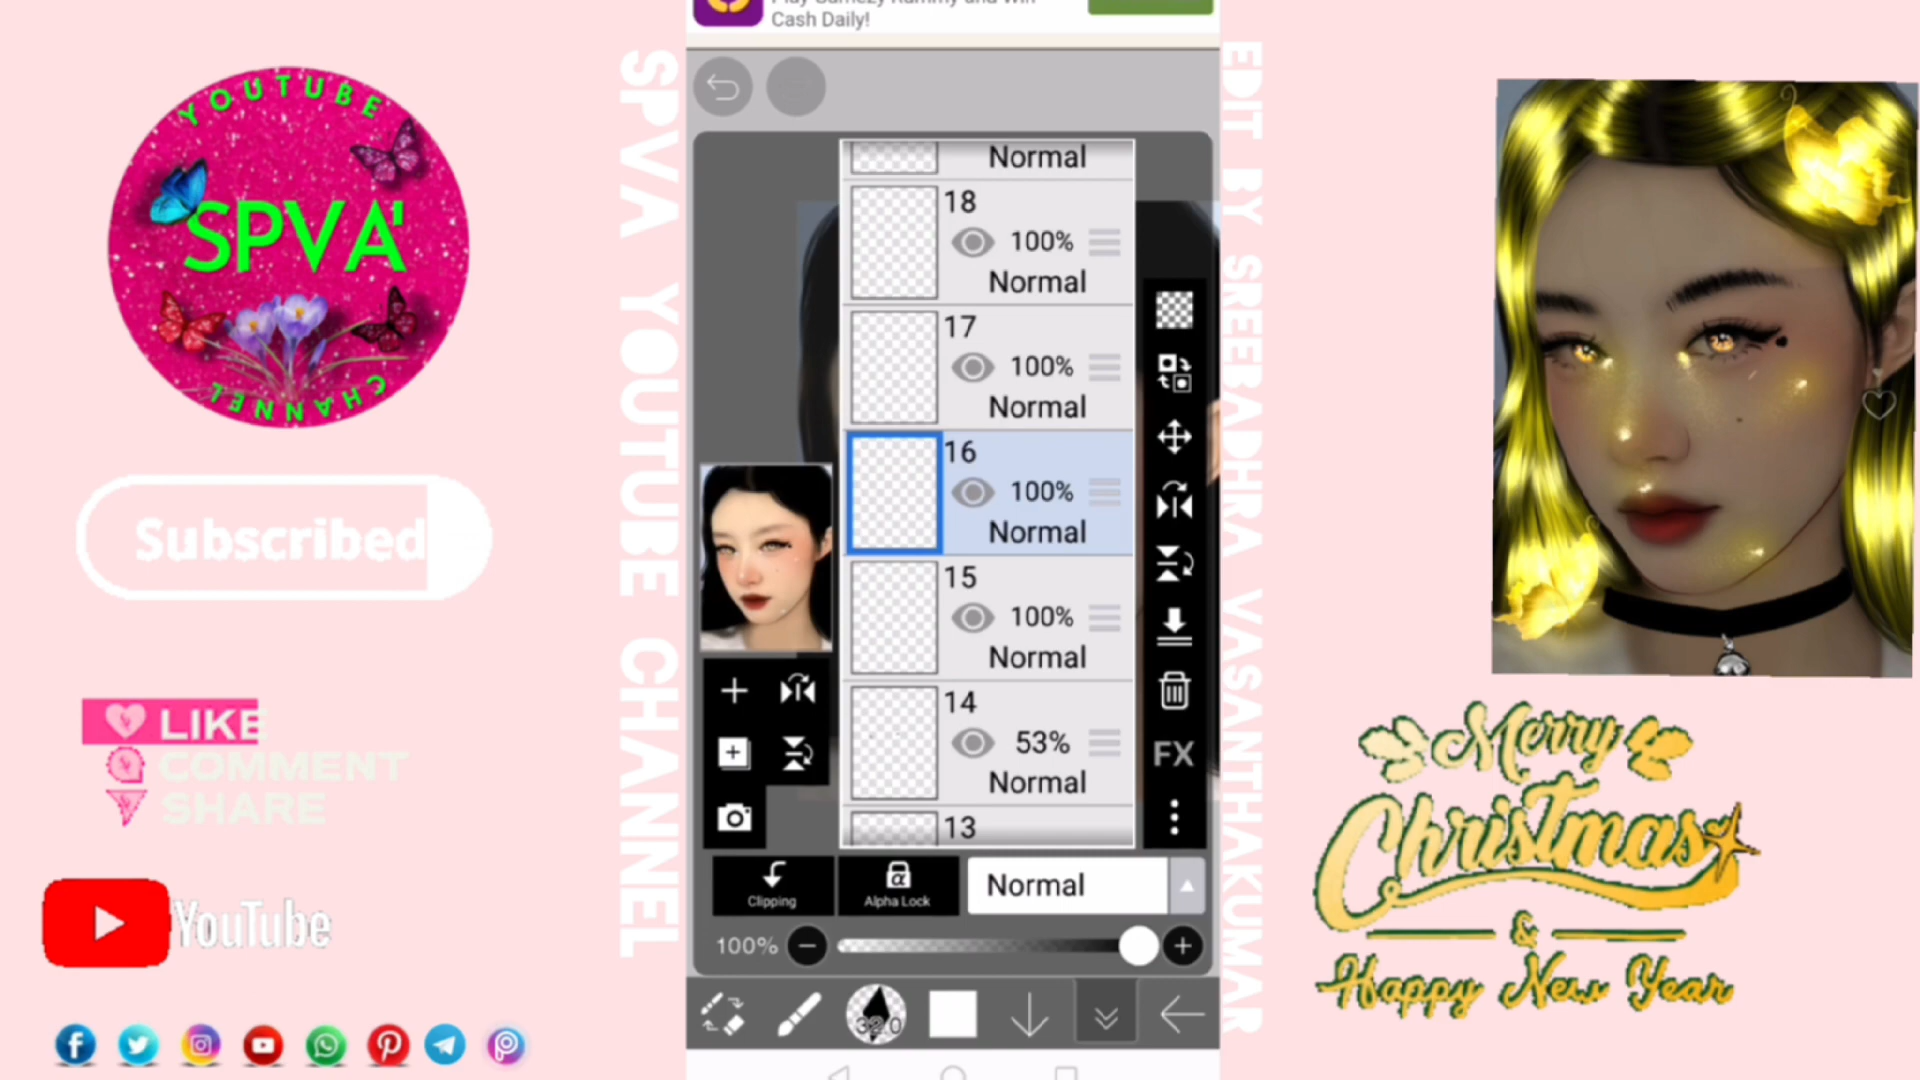 Cash Daily!
YOUTUBE
SPVA'
CHANNEL
Subscribed
LIKE
COMMENT
SHARE
YouTube
SPVA YOUTUBE CHANNEL
Normal
18
100%
Normal
17
100%
Normal
16
100%
Normal
15
100%
Normal
14
53%
Normal
13
FX
Clipping
α
Alpha Lock
Normal
100%
32.0
EDIT BY SREEBADHRA VASANTHAKUMAR
Merry
Christmas
&
Happy New Year